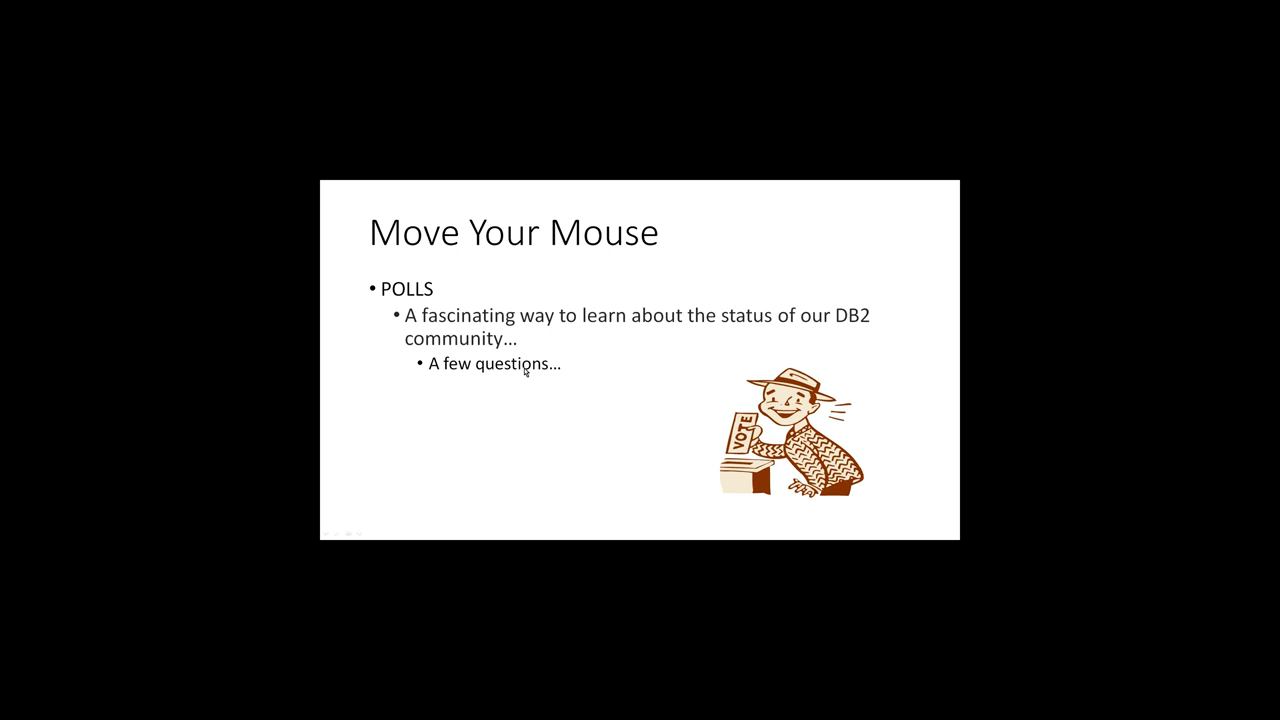 Move Your Mouse
• POLLS
• A fascinating way to learn about the status of our DB2
community...
• A few questions...
VOTE